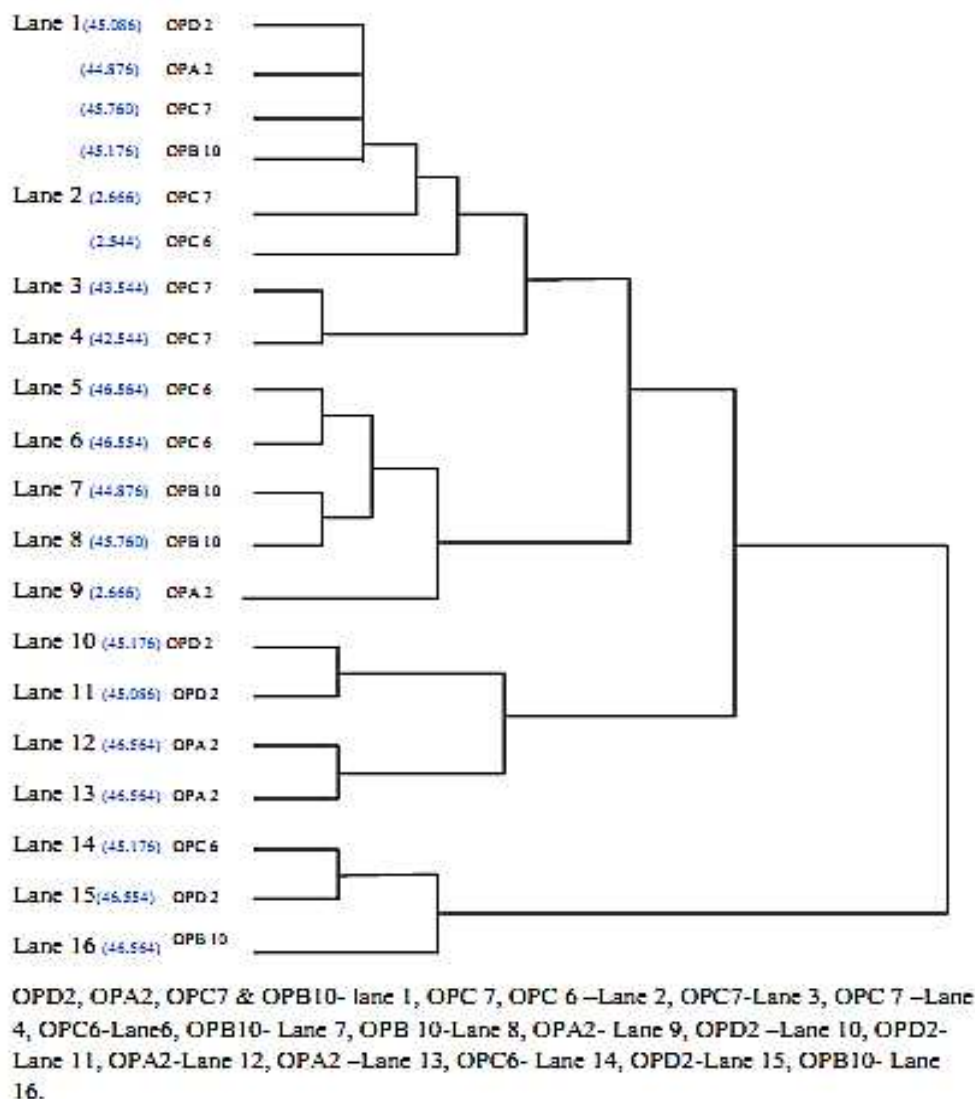 Lane 1(45.086) OPD 2
(44.876) OPA 2
(45.760) OPC 7
(45.176) OPB 10
Lane 2 (2.666) OPC 7
(2.544) OPC 6
Lane 3 (43.544) OPC 7
Lane 4 (42.544) OPC 7
Lane 5 (46.564) OPC 6
Lane 6 (46.554) OPC 6
Lane 7 (44.876) OPB 10
Lane 8 (45.760) OPB 10
Lane 9 (2.666) OPA 2
Lane 10 (45.176) OPD 2
Lane 11 (45.086) OPD 2
Lane 12 (46.564) OPA 2
Lane 13 (46.564) OPA 2
Lane 14 (45.176) OPC 6
Lane 15(46.554) OPD 2
Lane 16 (46.564) OPB 10
OPD2, OPA2, OPC7 & OPB10- lane 1, OPC 7, OPC 6 –Lane 2, OPC7-Lane 3, OPC 7 –Lane
4, OPC6-Lane6, OPB10- Lane 7, OPB 10-Lane 8, OPA2- Lane 9, OPD2 –Lane 10, OPD2-
Lane 11, OPA2-Lane 12, OPA2 –Lane 13, OPC6- Lane 14, OPD2-Lane 15, OPB10- Lane
16.